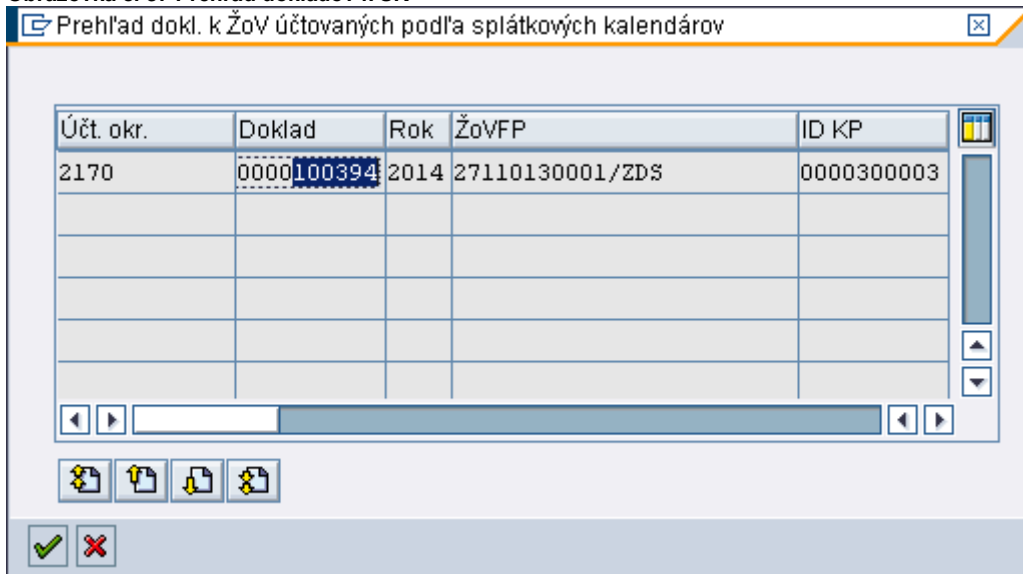 Prehľad dokl. k ŽoV účtovaných podľa splátkových kalendárov
Účt. okr. Doklad Rok ŽoVFP ID KP
2170 0000100394 2014 27110130001/ZDS 0000300003